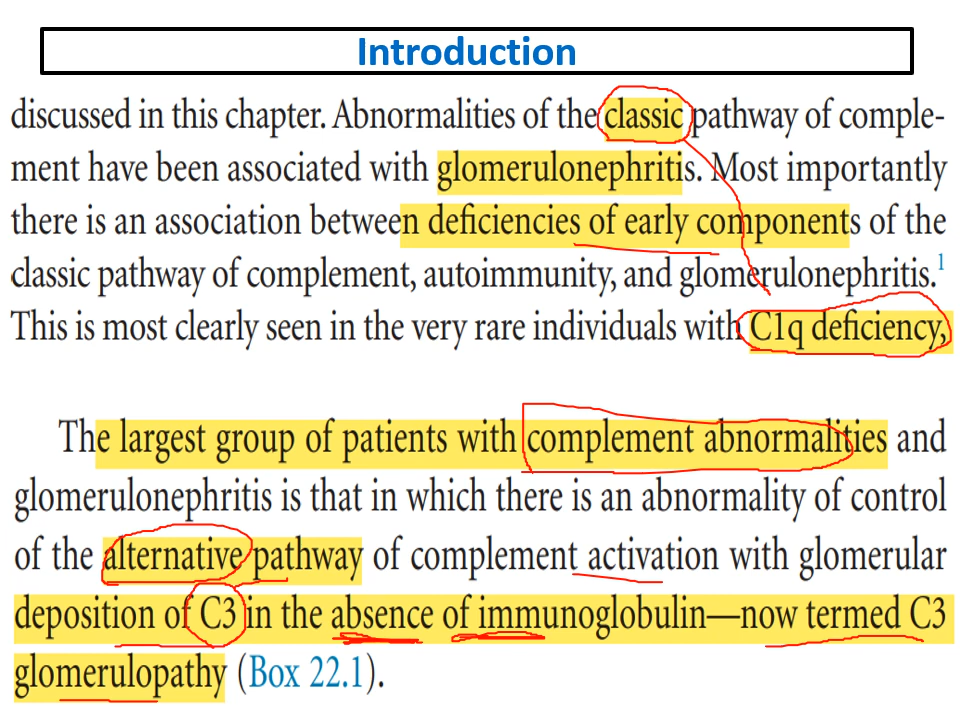 Introduction
discussed in this chapter. Abnormalities of the classic pathway of comple-
ment have been associated with glomerulonephritis. Most importantly
there is an association between deficiencies of early components of the
classic pathway of complement, autoimmunity, and glomerulonephritis.1
This is most clearly seen in the very rare individuals with C1q deficiency,
The largest group of patients with complement abnormalities and
glomerulonephritis is that in which there is an abnormality of control
of the alternative pathway of complement activation with glomerular
deposition of C3 in the absence of immunoglobulin—now termed C3
glomerulopathy (Box 22.1).